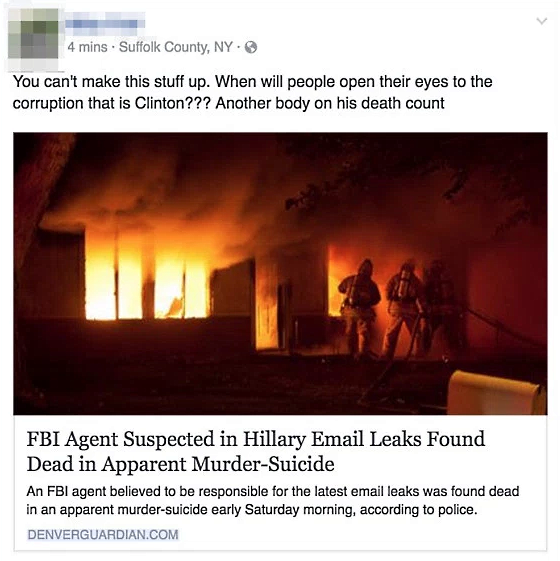 4 mins · Suffolk County, NY ·
You can't make this stuff up. When will people open their eyes to the
corruption that is Clinton??? Another body on his death count
FBI Agent Suspected in Hillary Email Leaks Found
Dead in Apparent Murder-Suicide
An FBI agent believed to be responsible for the latest email leaks was found dead
in an apparent murder-suicide early Saturday morning, according to police.
DENVERGUARDIAN.COM